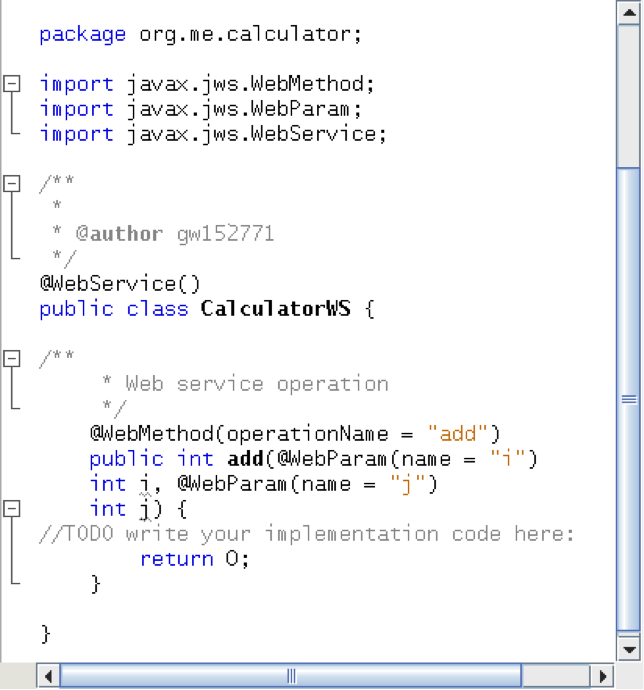 package org.me.calculator;
import javax.jws.WebMethod;
import javax.jws.WebParam;
import javax.jws.WebService;
/**
 *
 * @author gw152771
 */
@WebService()
public class CalculatorWS {
/**
     * Web service operation
     */
    @WebMethod(operationName = "add")
    public int add(@WebParam(name = "i")
    int i, @WebParam(name = "j")
    int j) {
//TODO write your implementation code here:
        return 0;
    }
}